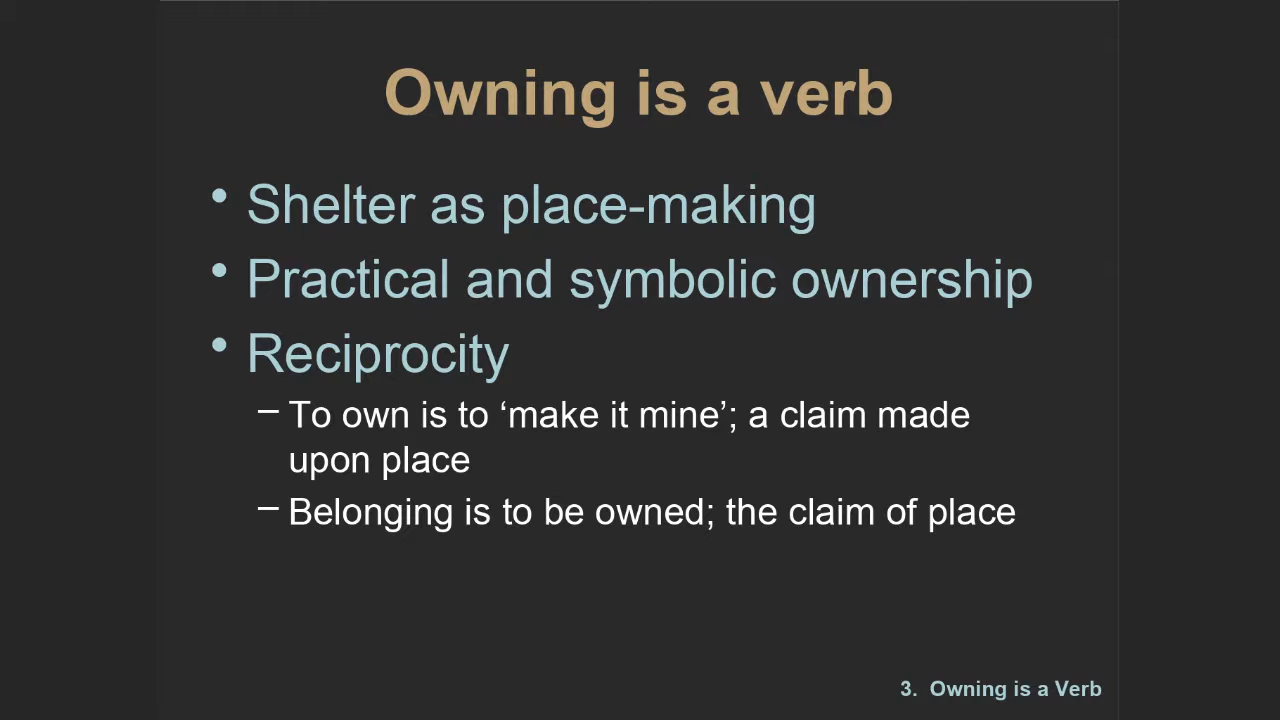 Owning is a verb
• Shelter as place-making
• Practical and symbolic ownership
• Reciprocity
– To own is to ‘make it mine’; a claim made
upon place
– Belonging is to be owned; the claim of place
3. Owning is a Verb